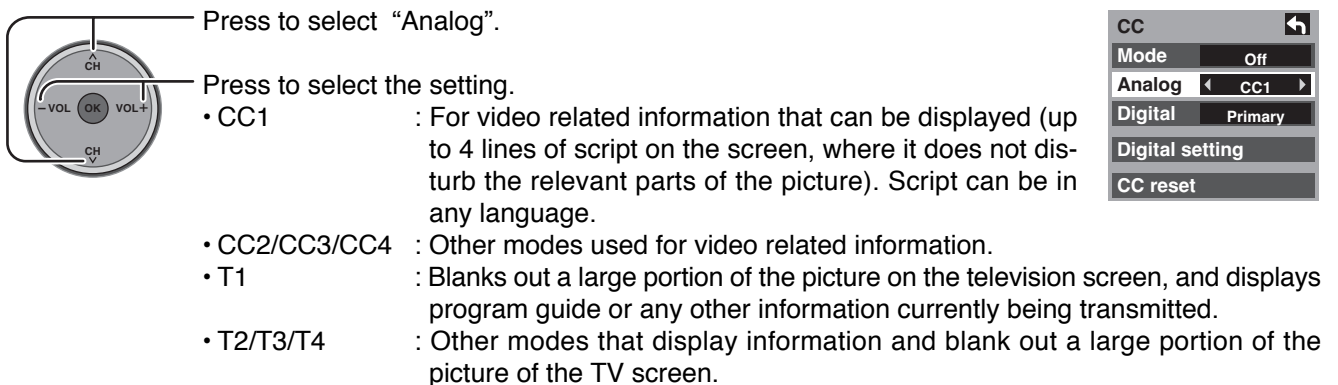 Press to select “Analog”.
CH
Press to select the setting.
− VOL OK VOL+
CH
• CC1 : For video related information that can be displayed (up
to 4 lines of script on the screen, where it does not dis-
turb the relevant parts of the picture). Script can be in
any language.
• CC2/CC3/CC4 : Other modes used for video related information.
• T1 : Blanks out a large portion of the picture on the television screen, and displays
program guide or any other information currently being transmitted.
• T2/T3/T4 : Other modes that display information and blank out a large portion of the
picture of the TV screen.
CC
Mode Off
Analog CC1
Digital Primary
Digital setting
CC reset